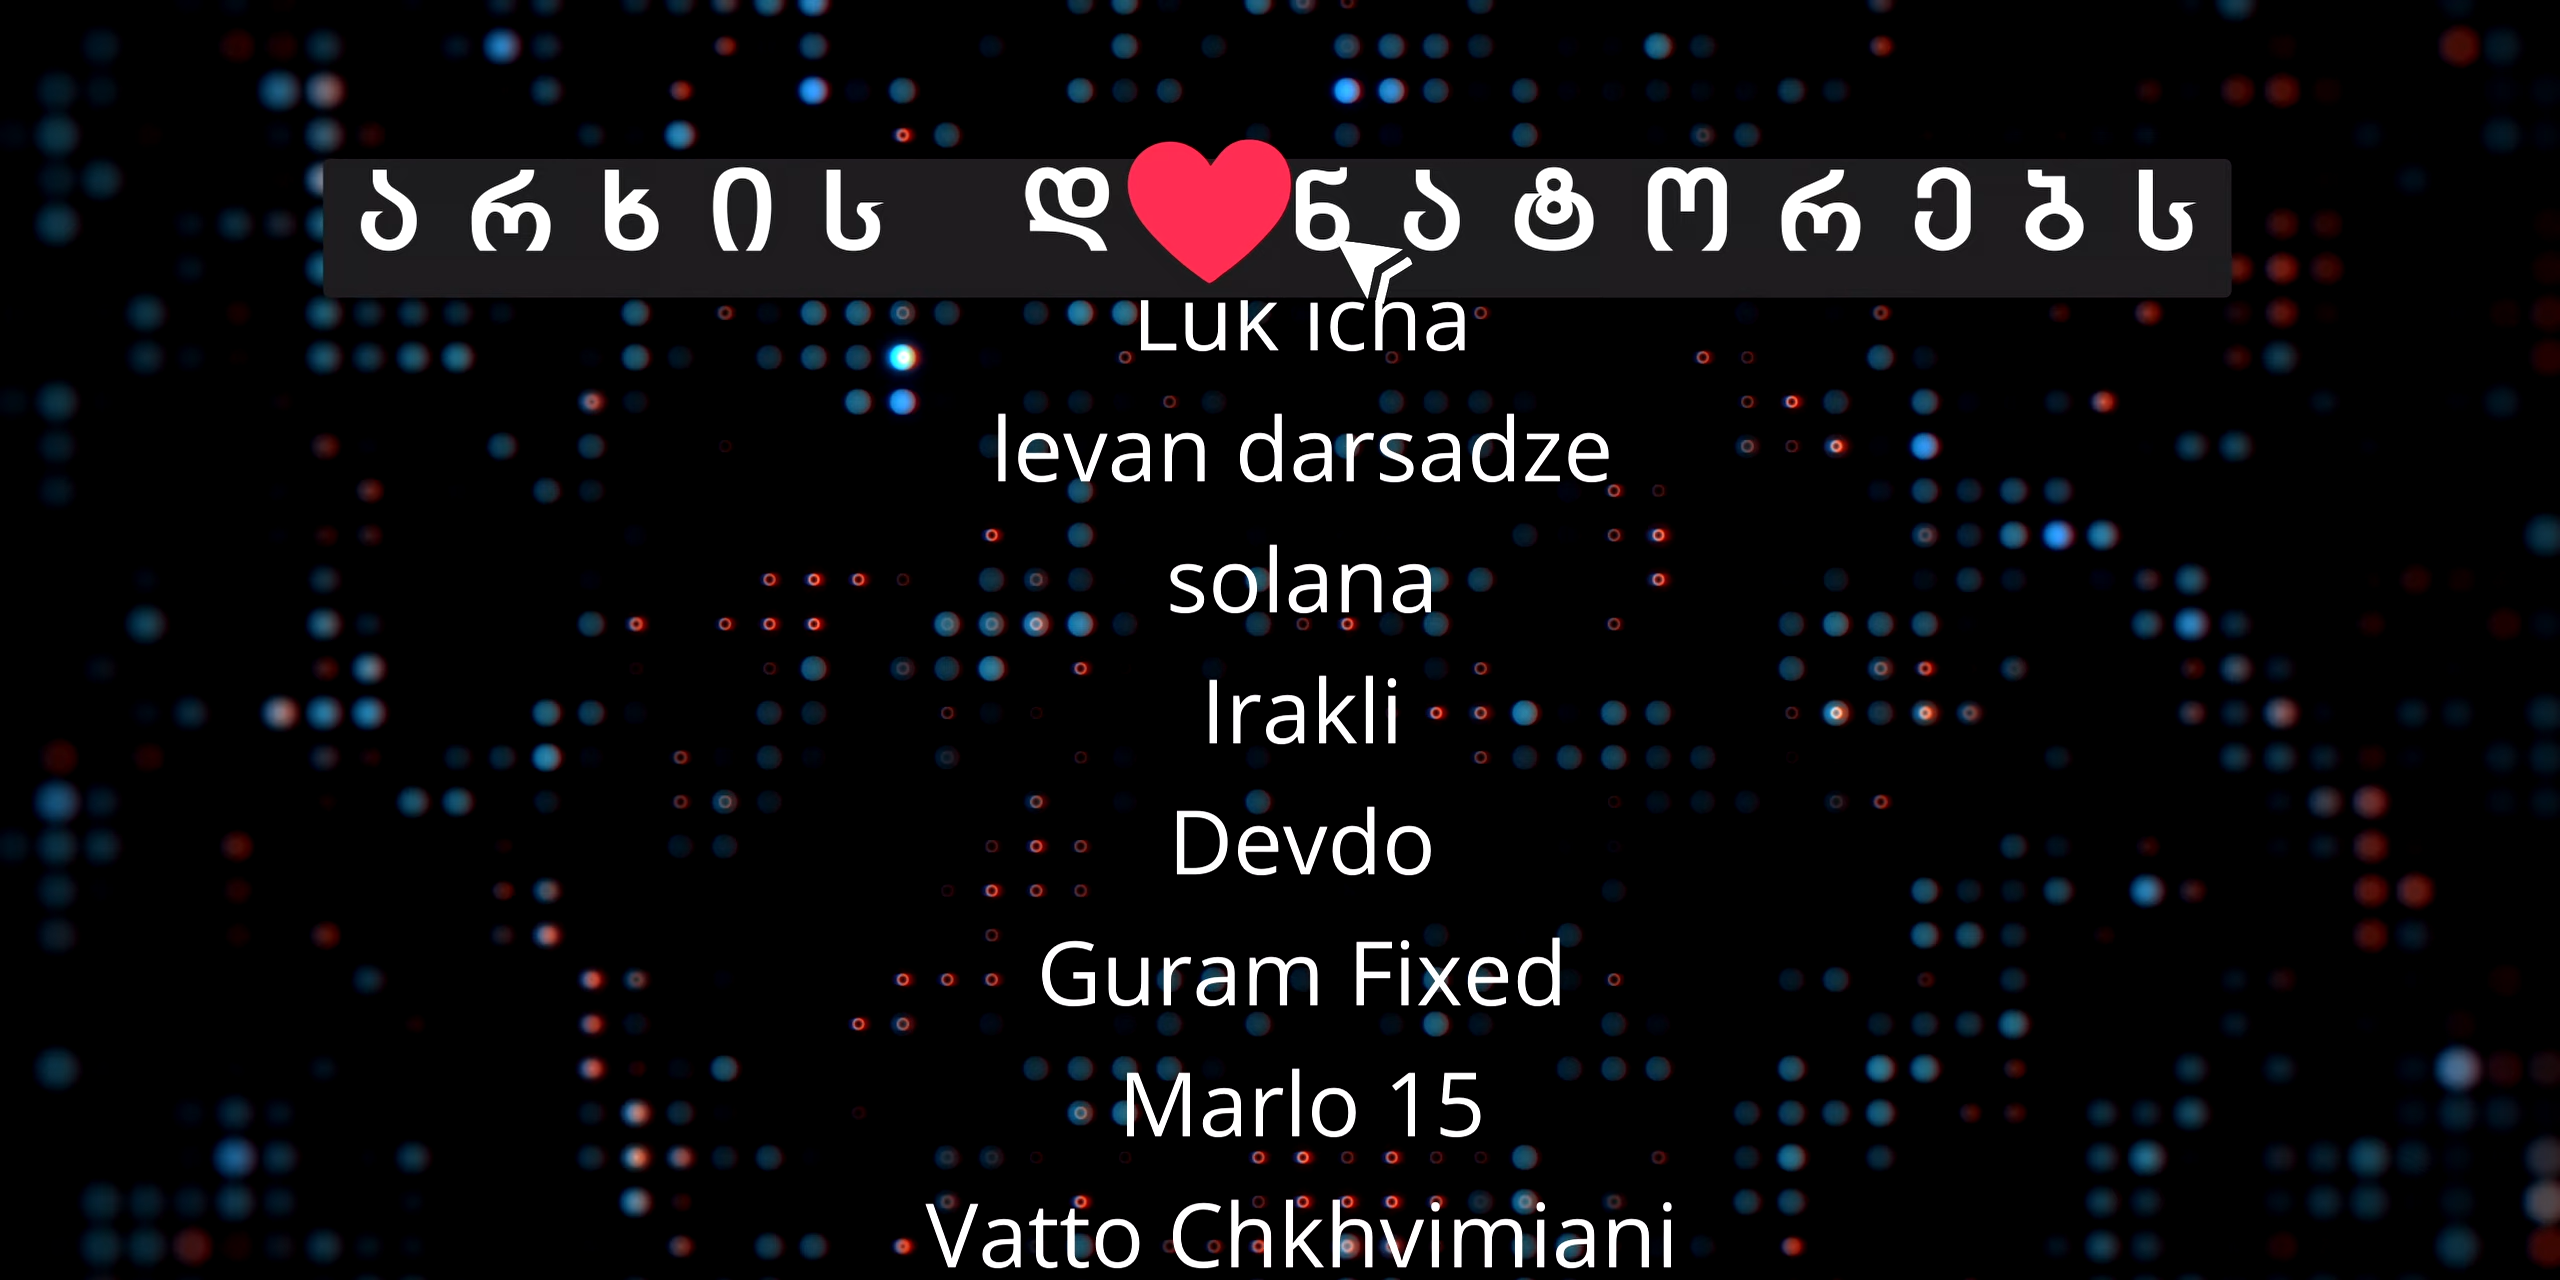 არხის დ❤ნატორებს
Luk icha
levan darsadze
solana
Irakli
Devdo
Guram Fixed
Marlo 15
Vatto Chkhvimiani